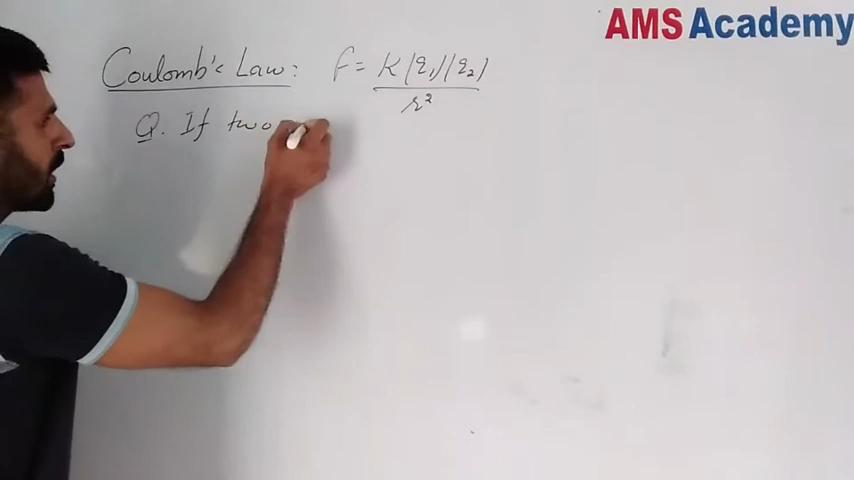 AMS Academy
Coulomb's Law: F = K|q₁||q₂| / r²
Q. If two